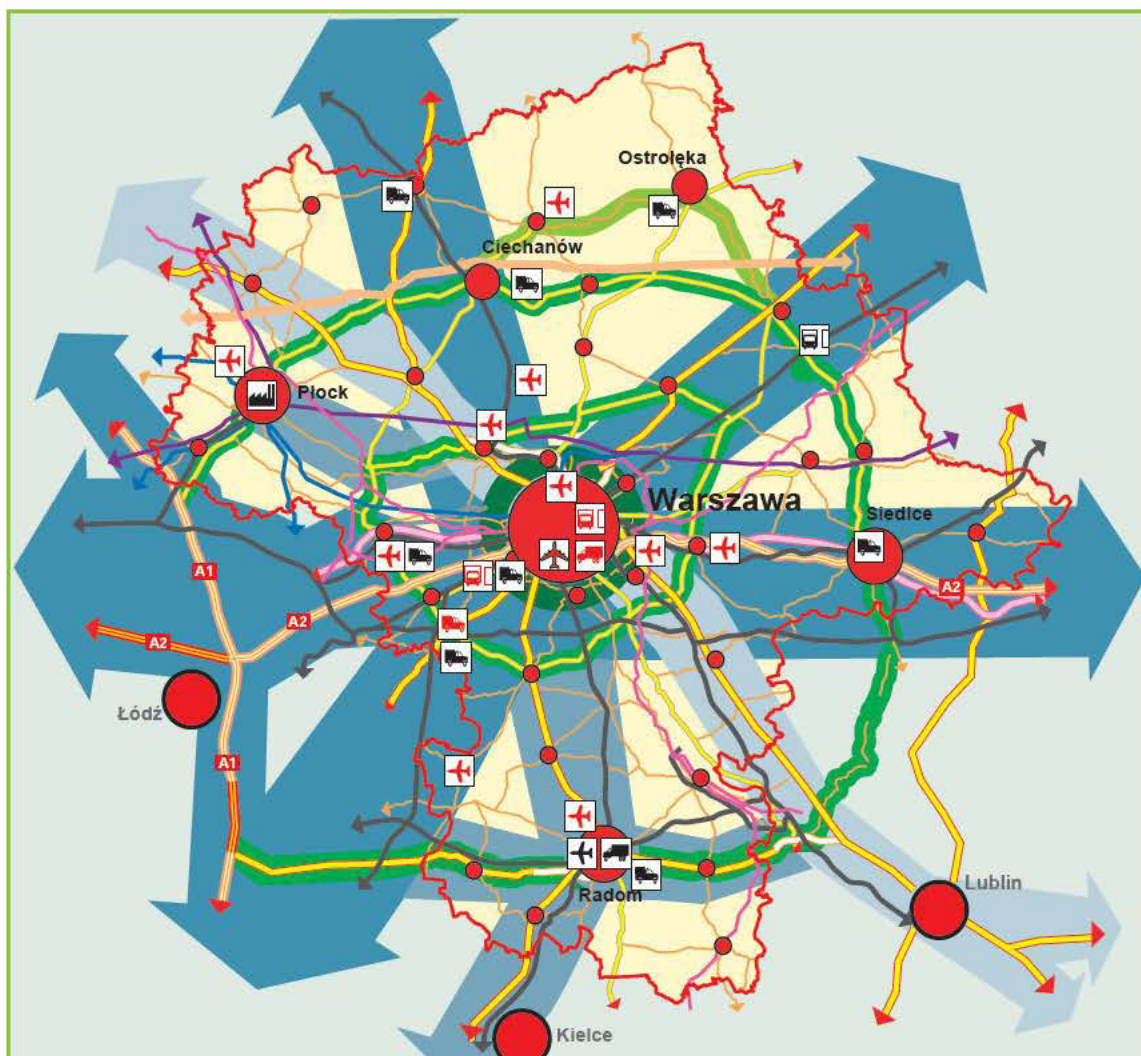 Ostrołęka
Ciechanów
Płock
Warszawa
Siedlce
A1
A2
A2
A2
Łódź
A1
Radom
Lublin
Kielce